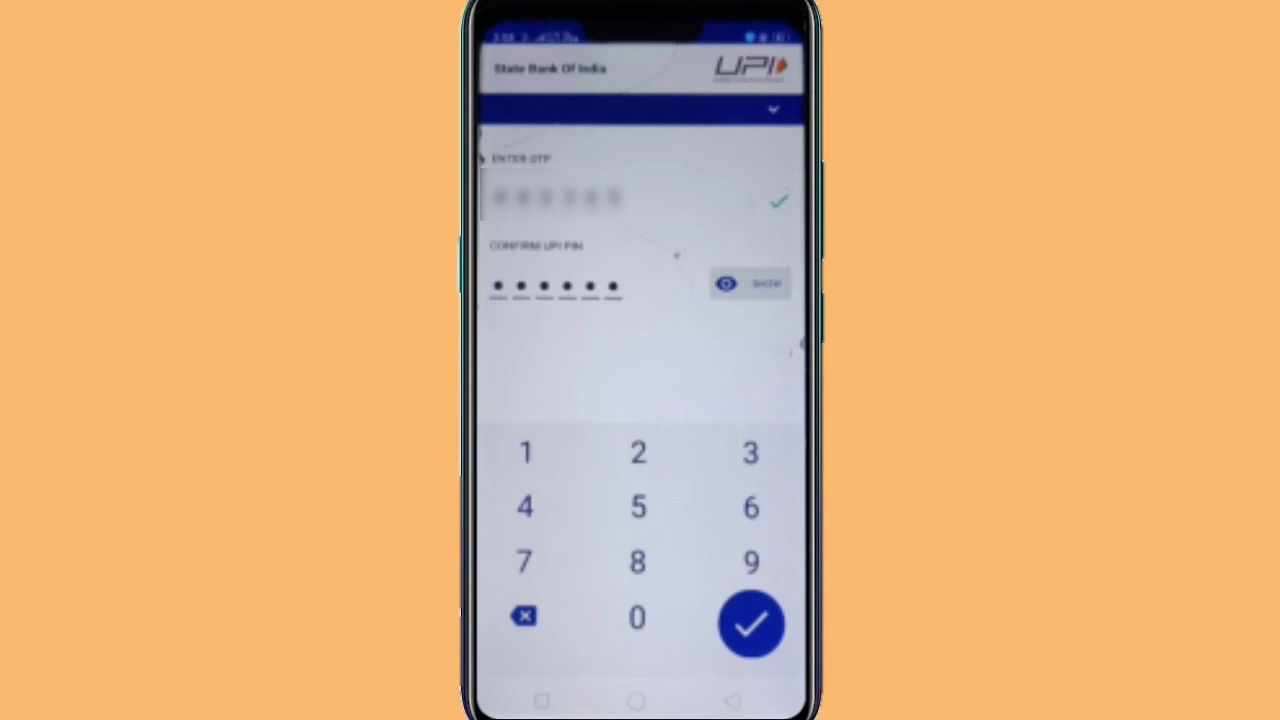 State Bank Of India
UPI
ENTER OTP
CONFIRM UPI PIN
SHOW
1 2 3
4 5 6
7 8 9
0